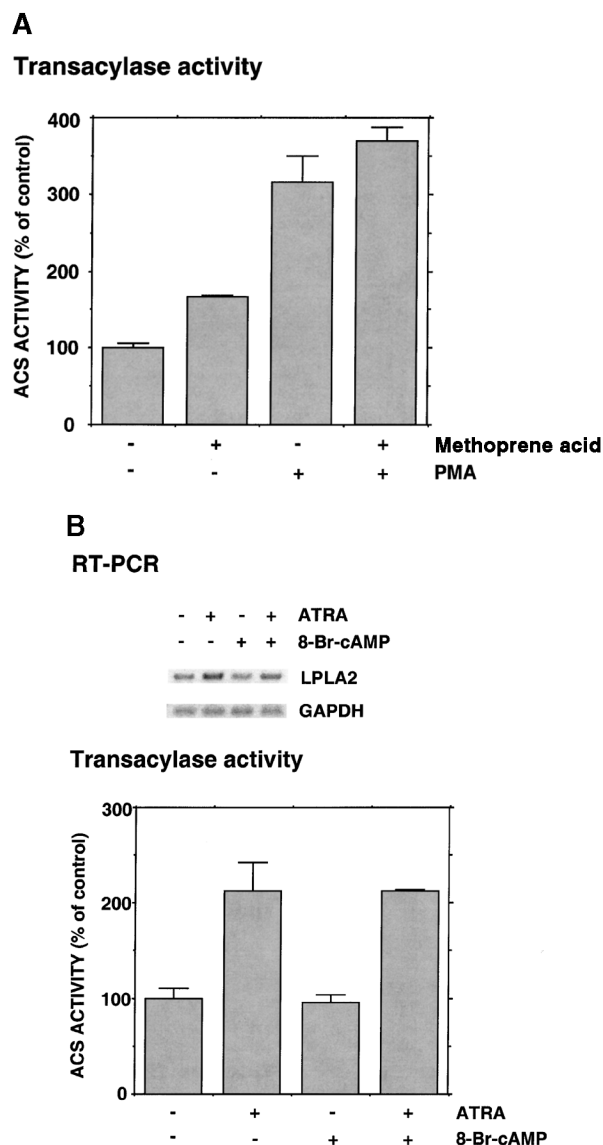 A
Transacylase activity
ACS ACTIVITY (% of control)
400
300
200
100
0
- + - + Methoprene acid
- - + + PMA
B
RT-PCR
- + - + ATRA
- - + + 8-Br-cAMP
LPLA2
GAPDH
Transacylase activity
ACS ACTIVITY (% of control)
300
200
100
0
- + - + ATRA
- - + + 8-Br-cAMP